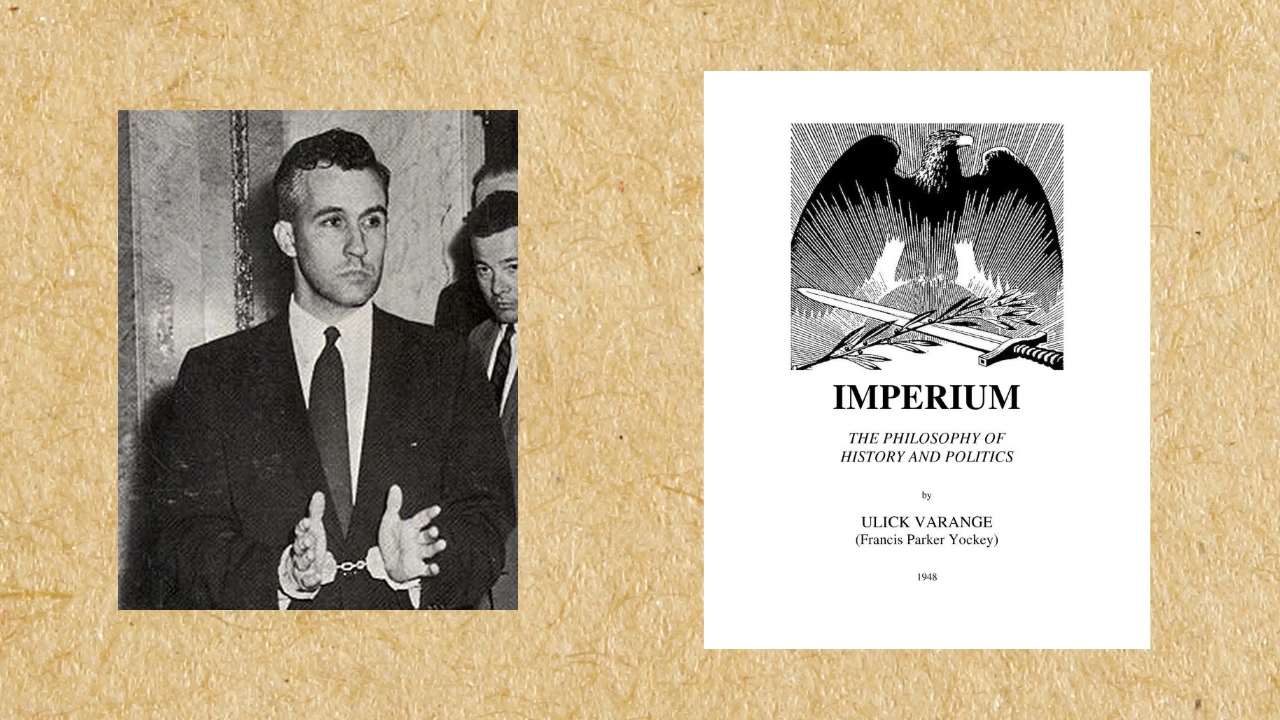 IMPERIUM
THE PHILOSOPHY OF
HISTORY AND POLITICS
by
ULICK VARANGE
(Francis Parker Yockey)
1948